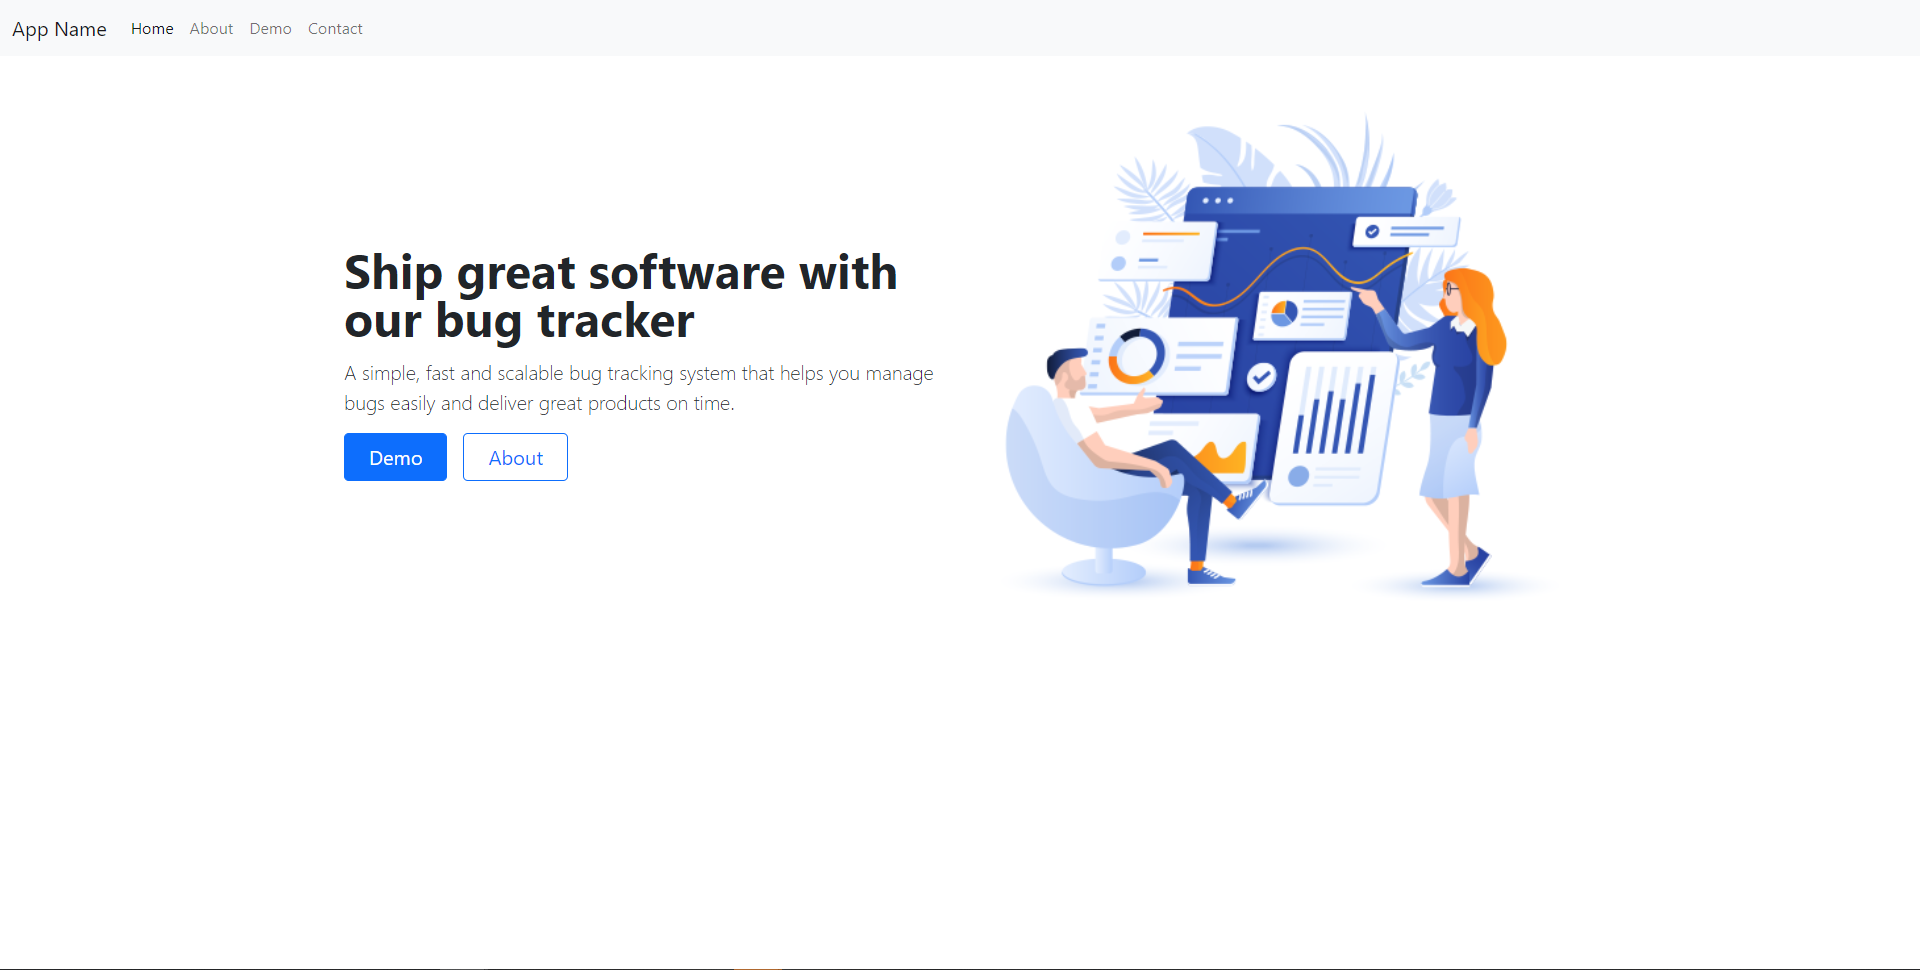 App Name Home About Demo Contact
Ship great software with
our bug tracker
A simple, fast and scalable bug tracking system that helps you manage
bugs easily and deliver great products on time.
Demo About